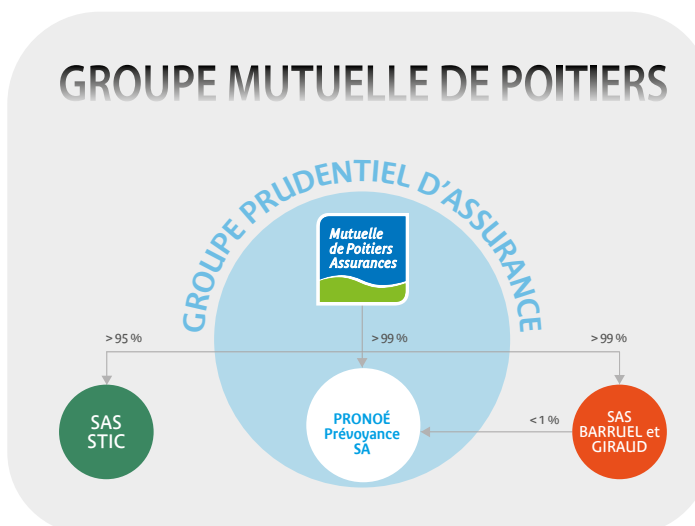 GROUPE MUTUELLE DE POITIERS
GROUPE PRUDENTIEL D'ASSURANCE
Mutuelle
de Poitiers
Assurances
> 95 %
> 99 %
> 99 %
SAS
STIC
PRONOÉ
Prévoyance
SA
< 1 %
SAS
BARRUEL et
GIRAUD